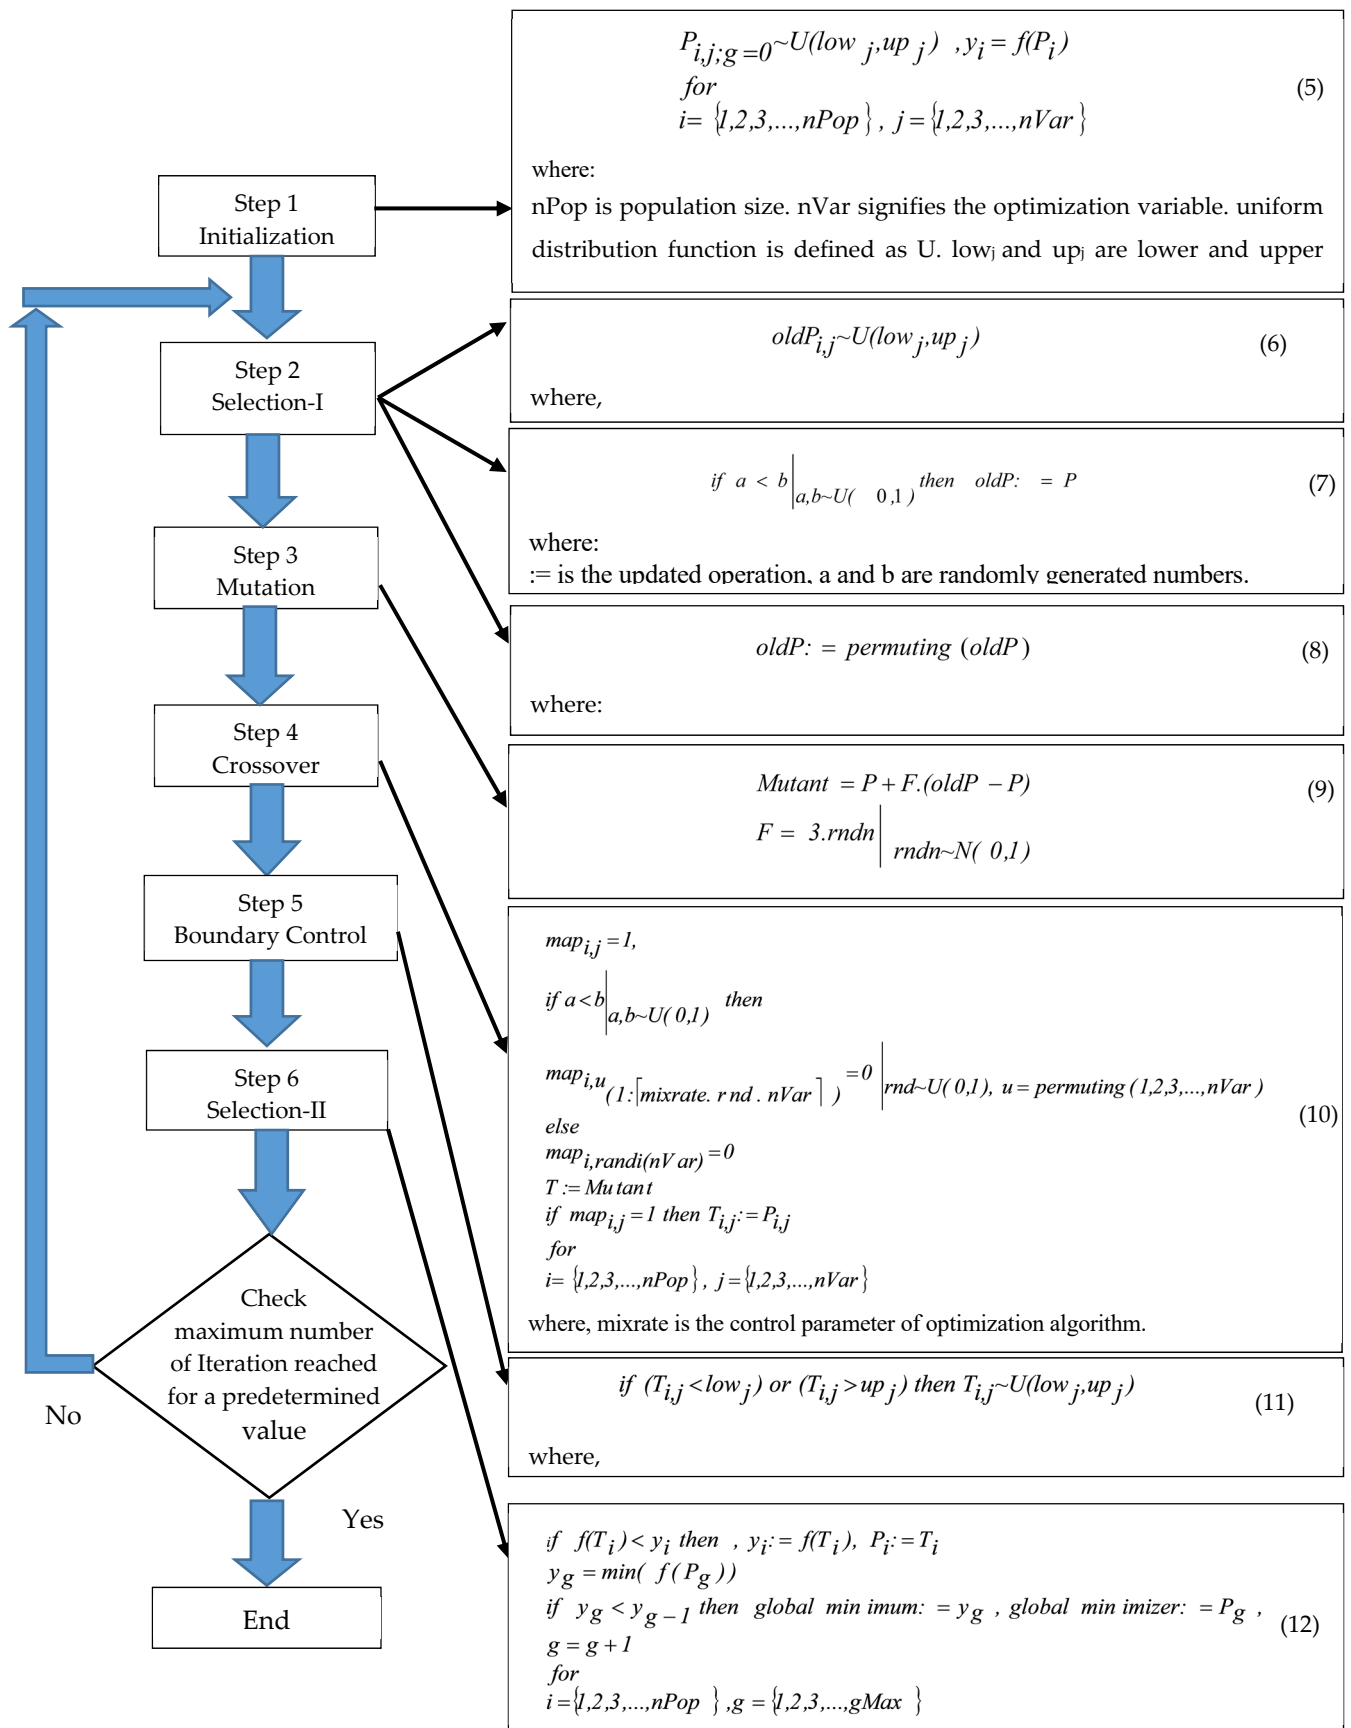 Step 1
Initialization
Step 2
Selection-I
Step 3
Mutation
Step 4
Crossover
Step 5
Boundary Control
Step 6
Selection-II
Check
maximum number
of Iteration reached
for a predetermined
value
No
Yes
End
P_{i,j;g=0}~U(low_j,up_j) ,y_i = f(P_i)
for
i= {1,2,3,...,nPop}, j={1,2,3,...,nVar}
(5)
where:
nPop is population size. nVar signifies the optimization variable. uniform
distribution function is defined as U. low_j and up_j are lower and upper
oldP_{i,j}~U(low_j,up_j)
(6)
where,
if a < b|_{a,b~U( 0,1)} then oldP: = P
(7)
where:
:= is the updated operation, a and b are randomly generated numbers.
oldP: = permuting (oldP)
(8)
where:
Mutant = P + F.(oldP − P)
(9)
F = 3.rndn|_{rndn~N( 0,1)}
map_{i,j}=1,
if a<b|_{a,b~U( 0,1)} then
map_{i,u(1:⌈mixrate. rnd . nVar⌉ )}=0 |rnd~U( 0,1), u = permuting (1,2,3,...,nVar )
(10)
else
map_{i,randi(nVar)}=0
T := Mutant
if map_{i,j}=1 then T_{i,j}:=P_{i,j}
for
i= {1,2,3,...,nPop}, j={1,2,3,...,nVar}
where, mixrate is the control parameter of optimization algorithm.
if (T_{i,j}<low_j) or (T_{i,j}>up_j) then T_{i,j}~U(low_j,up_j)
(11)
where,
if f(T_i)< y_i then , y_i:= f(T_i), P_i:=T_i
y_g = min( f( P_g ))
if y_g < y_{g−1} then global min imum: = y_g , global min imizer: = P_g ,
(12)
g = g +1
for
i={1,2,3,...,nPop },g = {1,2,3,...,gMax }